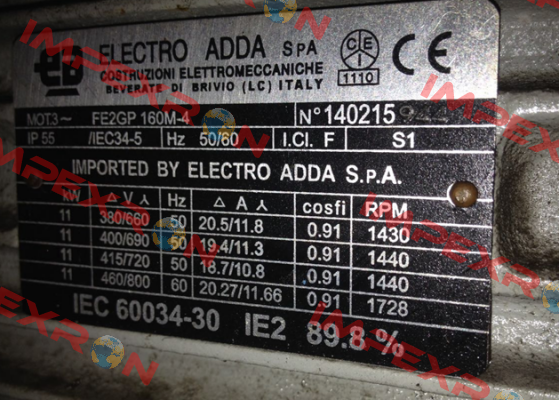 ELECTRO ADDA SPA
COSTRUZIONI ELETTROMECCANICHE
BEVERATE DI BRIVIO (LC) ITALY
CEI
1110
CE
MOT3~ FE2GP 160M-4 N° 140215
IP 55 /IEC34-5 Hz 50/60 I.Cl. F S1
IMPORTED BY ELECTRO ADDA S.P.A.
kW Δ V Y Hz Δ A Y cosfi RPM
11 380/660 50 20.5/11.8 0.91 1430
11 400/690 50 19.4/11.3 0.91 1440
11 415/720 50 18.7/10.8 0.91 1440
11 460/800 60 20.27/11.66 0.91 1728
IEC 60034-30 IE2 89.8 %
IMPEXRON
IMPEXRON
IMPEXRON
IMPEXRON
IMPEXRON